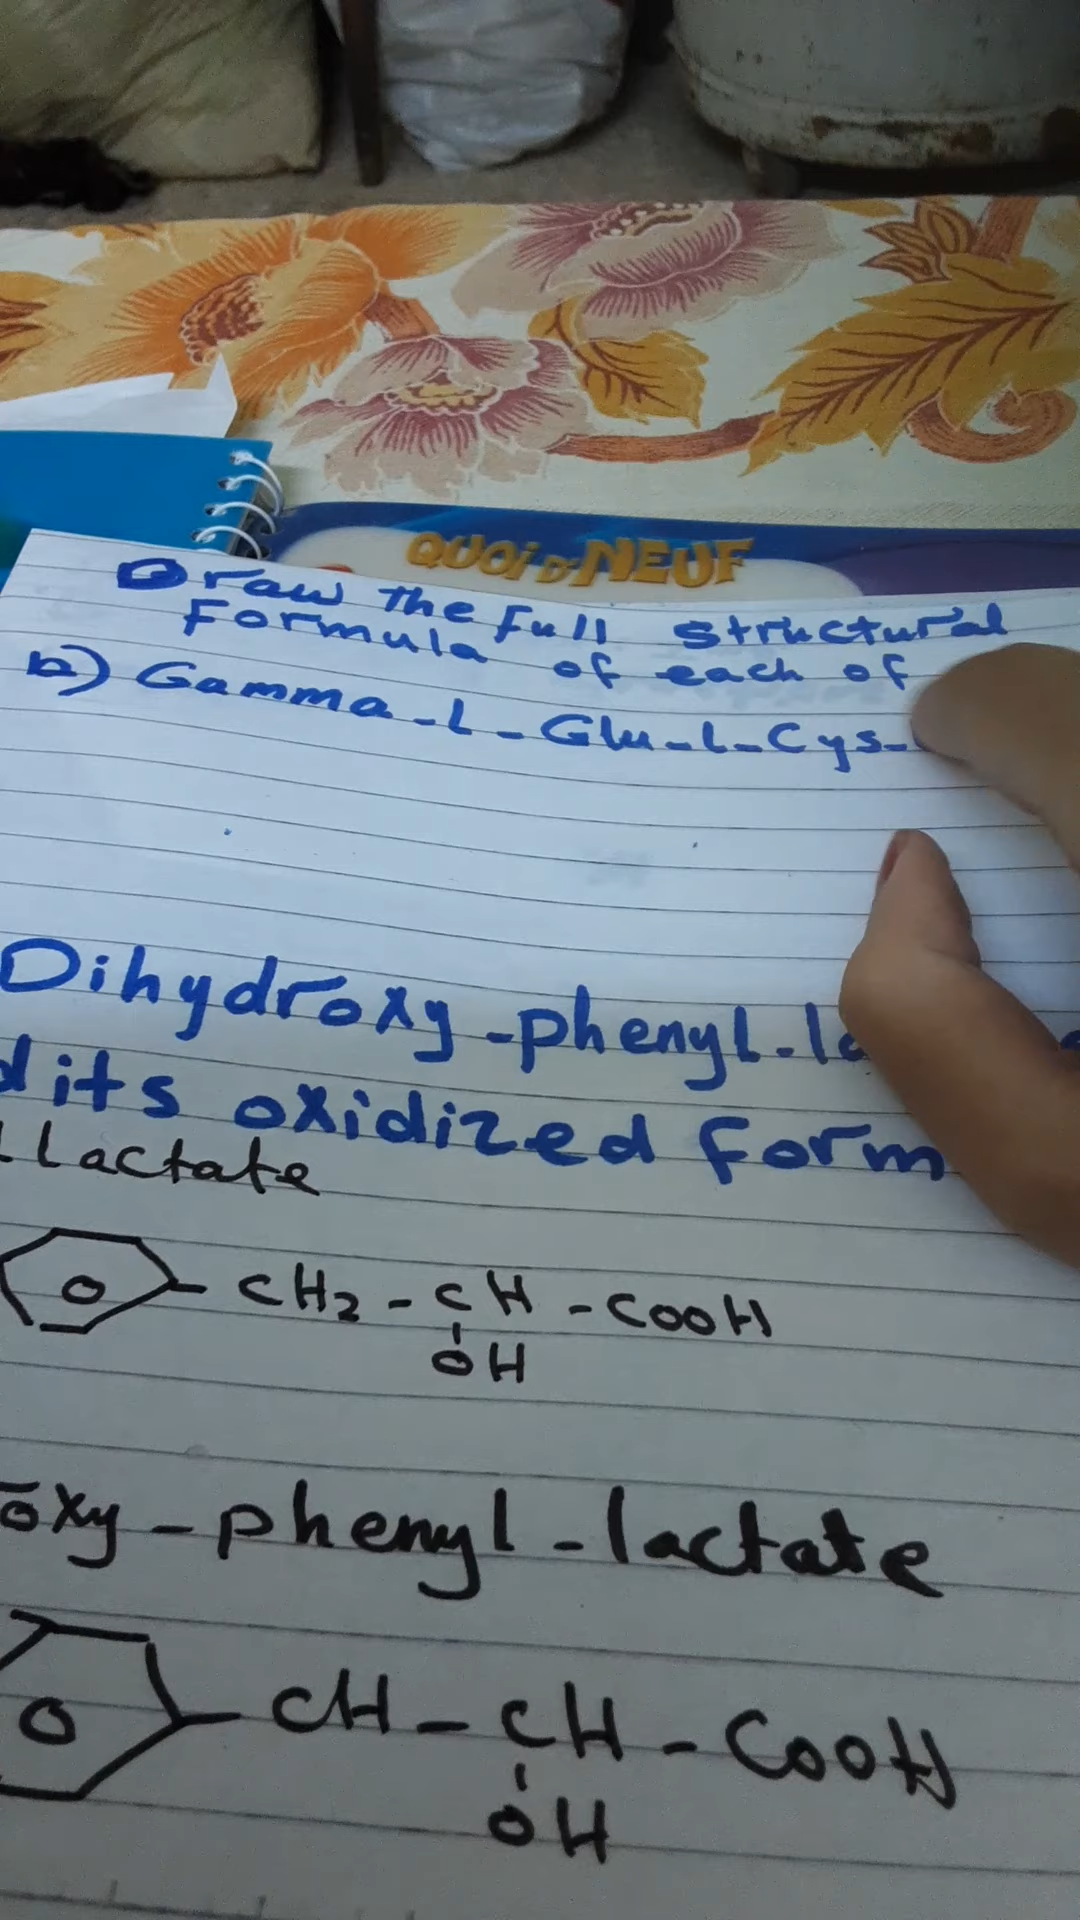 QUOI D'NEUF
Draw the full structural
Formula of each of
b) Gamma-L-Glu-L-Cys-
Dihydroxy-phenyl-
its oxidized form
Lactate
O - CH2 - CH - COOH
OH
oxy-phenyl-lactate
O - CH - CH - COOH
OH